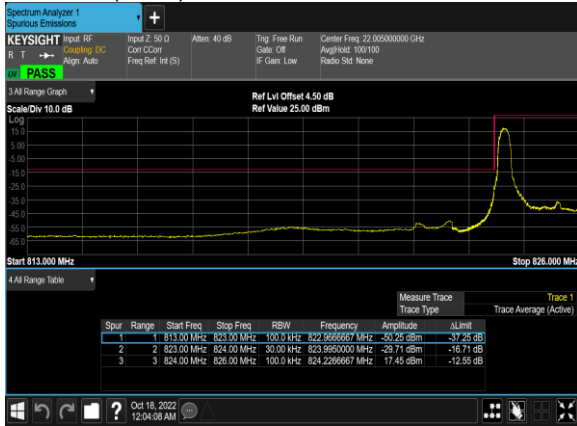 Spectrum Analyzer 1
Spurious Emissions
KEYSIGHT Input: RF Input Z: 50 Ω Atten: 40 dB Trig: Free Run Center Freq: 22.005000000 GHz
R T Coupling: DC Corr CCorr Gate: Off Avg|Hold: 100/100
Align: Auto Freq Ref: Int (S) IF Gain: Low Radio Std: None
PASS
3 All Range Graph
Ref Lvl Offset 4.50 dB
Scale/Div 10.0 dB Ref Value 25.00 dBm
Log
15.0
5.00
-5.00
-15.0
-25.0
-35.0
-45.0
-55.0
-65.0
Start 813.000 MHz Stop 826.000 MHz
4 All Range Table
Measure Trace Trace 1
Trace Type Trace Average (Active)
Spur Range Start Freq Stop Freq RBW Frequency Amplitude ΔLimit
1 1 813.00 MHz 823.00 MHz 100.0 kHz 822.9666667 MHz -50.25 dBm -37.25 dB
2 2 823.00 MHz 824.00 MHz 30.00 kHz 823.9950000 MHz -29.71 dBm -16.71 dB
3 3 824.00 MHz 826.00 MHz 100.0 kHz 824.2266667 MHz 17.45 dBm -12.55 dB
Oct 18, 2022
12:04:08 AM